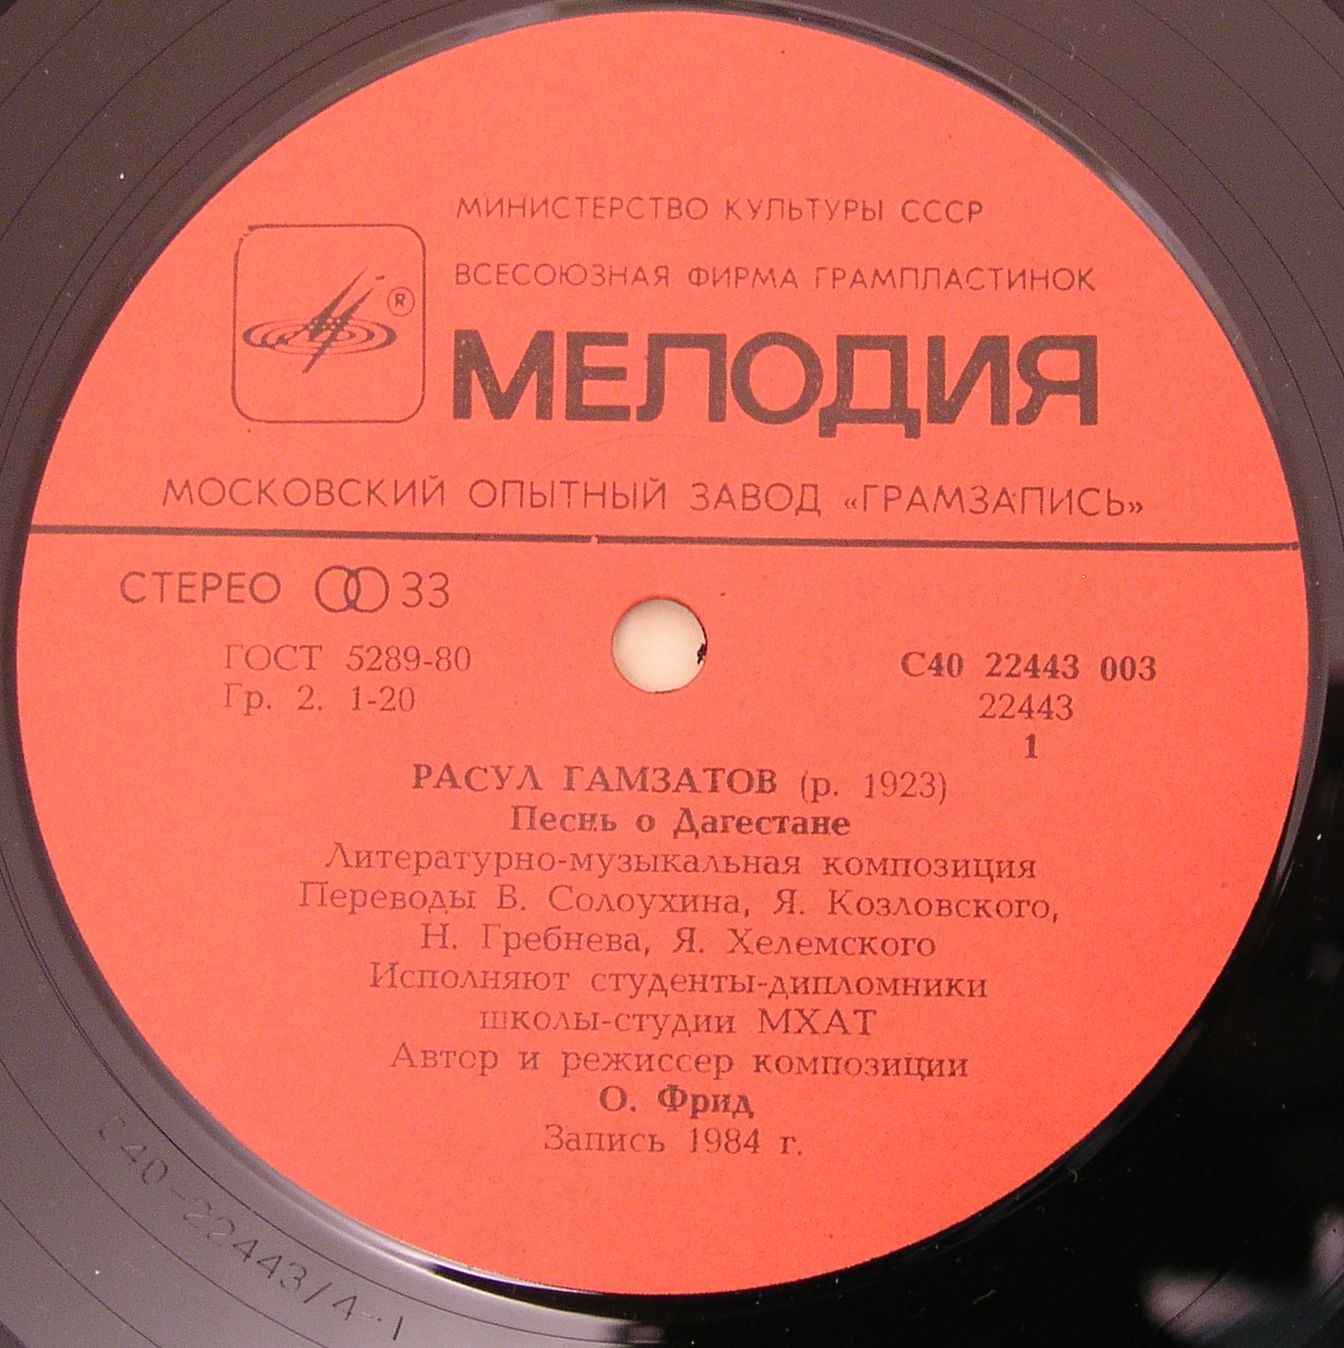 МИНИСТЕРСТВО КУЛЬТУРЫ СССР
ВСЕСОЮЗНАЯ ФИРМА ГРАМПЛАСТИНОК
R
МЕЛОДИЯ
МОСКОВСКИЙ ОПЫТНЫЙ ЗАВОД «ГРАМЗАПИСЬ»
СТЕРЕО 33
ГОСТ 5289-80
Гр. 2. 1-20
С40 22443 003
22443
1
РАСУЛ ГАМЗАТОВ (р. 1923)
Песнь о Дагестане
Литературно-музыкальная композиция
Переводы В. Солоухина, Я. Козловского,
Н. Гребнева, Я. Хелемского
Исполняют студенты-дипломники
школы-студии МХАТ
Автор и режиссер композиции
О. Фрид
Запись 1984 г.
С40-22443/4-1